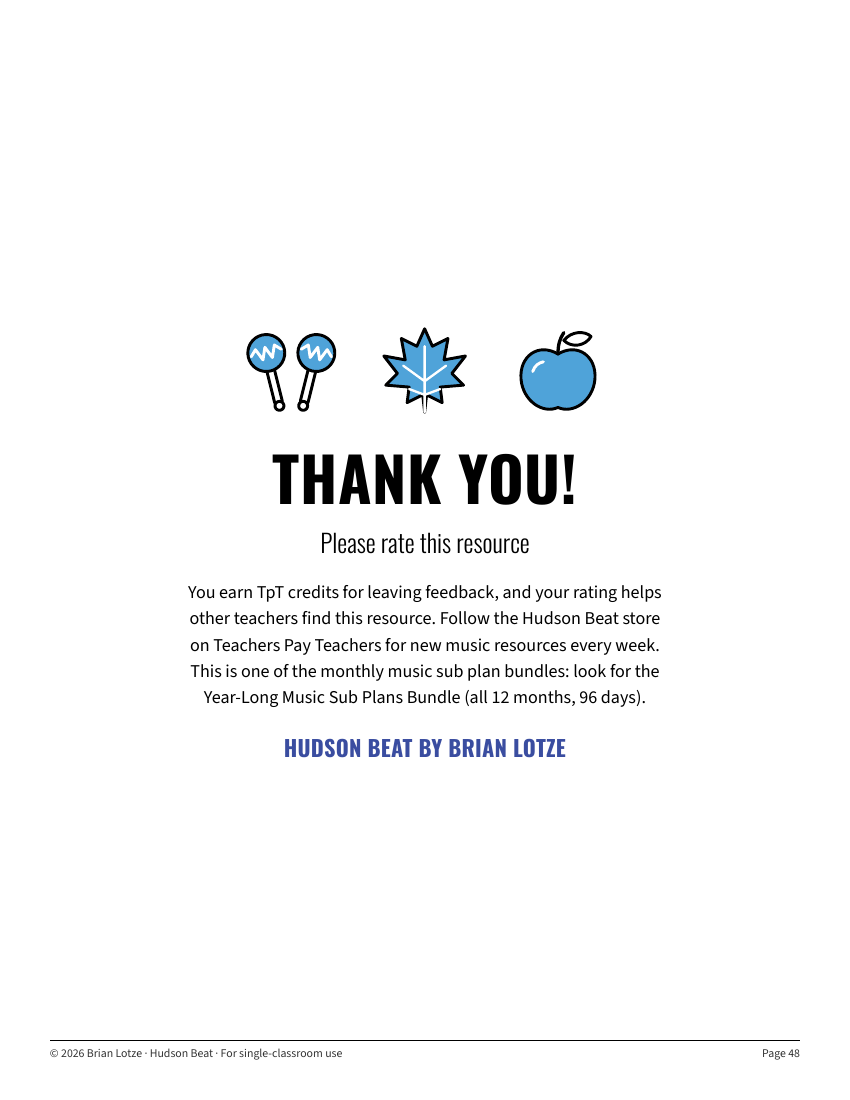 THANK YOU!
Please rate this resource
You earn TpT credits for leaving feedback, and your rating helps
other teachers find this resource. Follow the Hudson Beat store
on Teachers Pay Teachers for new music resources every week.
This is one of the monthly music sub plan bundles: look for the
Year-Long Music Sub Plans Bundle (all 12 months, 96 days).
HUDSON BEAT BY BRIAN LOTZE
© 2026 Brian Lotze · Hudson Beat · For single-classroom use
Page 48